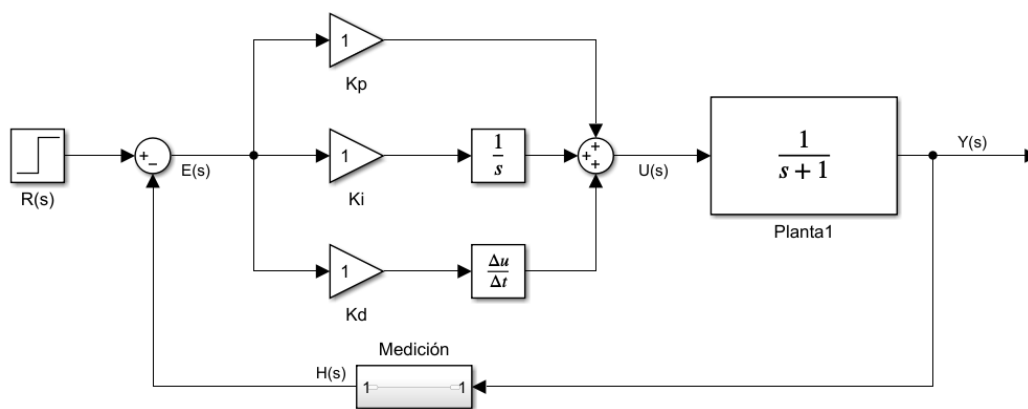 1
Kp
+
−
E(s)
R(s)
1
Ki
1
s
+
+
+
U(s)
1
s + 1
Planta1
Y(s)
1
Kd
Δu
Δt
Medición
H(s)
1
1